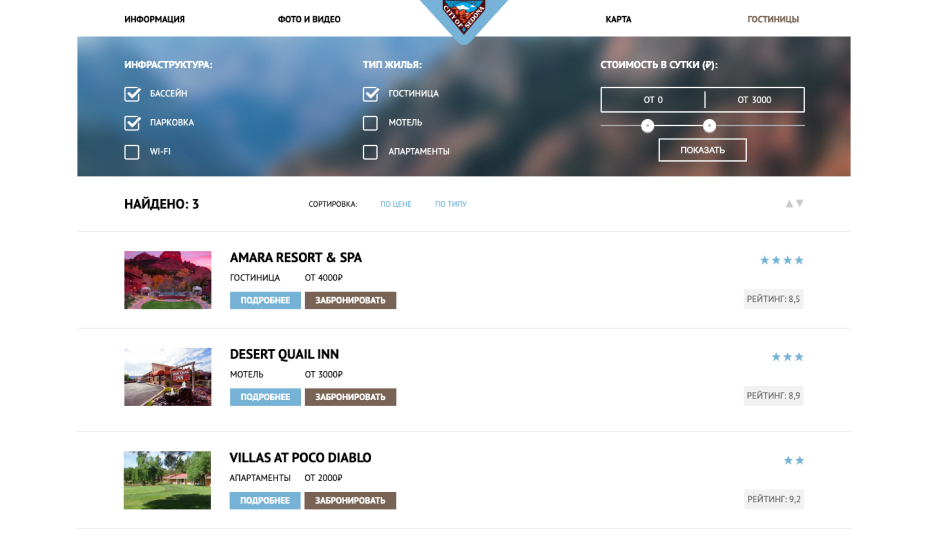 ИНФОРМАЦИЯ ФОТО И ВИДЕО КАРТА ГОСТИНИЦЫ
CITY OF SEDONA
ИНФРАСТРУКТУРА: ТИП ЖИЛЬЯ: СТОИМОСТЬ В СУТКИ (₽):
БАССЕЙН ГОСТИНИЦА ОТ 0 ОТ 3000
ПАРКОВКА МОТЕЛЬ
WI-FI АПАРТАМЕНТЫ ПОКАЗАТЬ
НАЙДЕНО: 3 СОРТИРОВКА: ПО ЦЕНЕ ПО ТИПУ
AMARA RESORT & SPA
ГОСТИНИЦА ОТ 4000₽
ПОДРОБНЕЕ ЗАБРОНИРОВАТЬ РЕЙТИНГ: 8,5
DESERT QUAIL INN
МОТЕЛЬ ОТ 3000₽
ПОДРОБНЕЕ ЗАБРОНИРОВАТЬ РЕЙТИНГ: 8,9
VILLAS AT POCO DIABLO
АПАРТАМЕНТЫ ОТ 2000₽
ПОДРОБНЕЕ ЗАБРОНИРОВАТЬ РЕЙТИНГ: 9,2